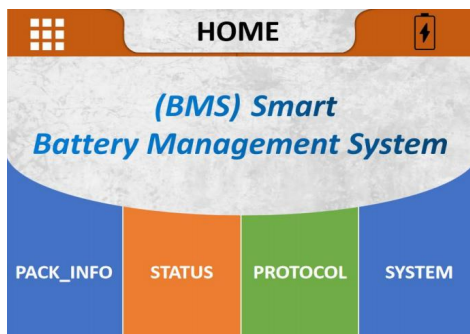 HOME
(BMS) Smart
Battery Management System
PACK_INFO
STATUS
PROTOCOL
SYSTEM